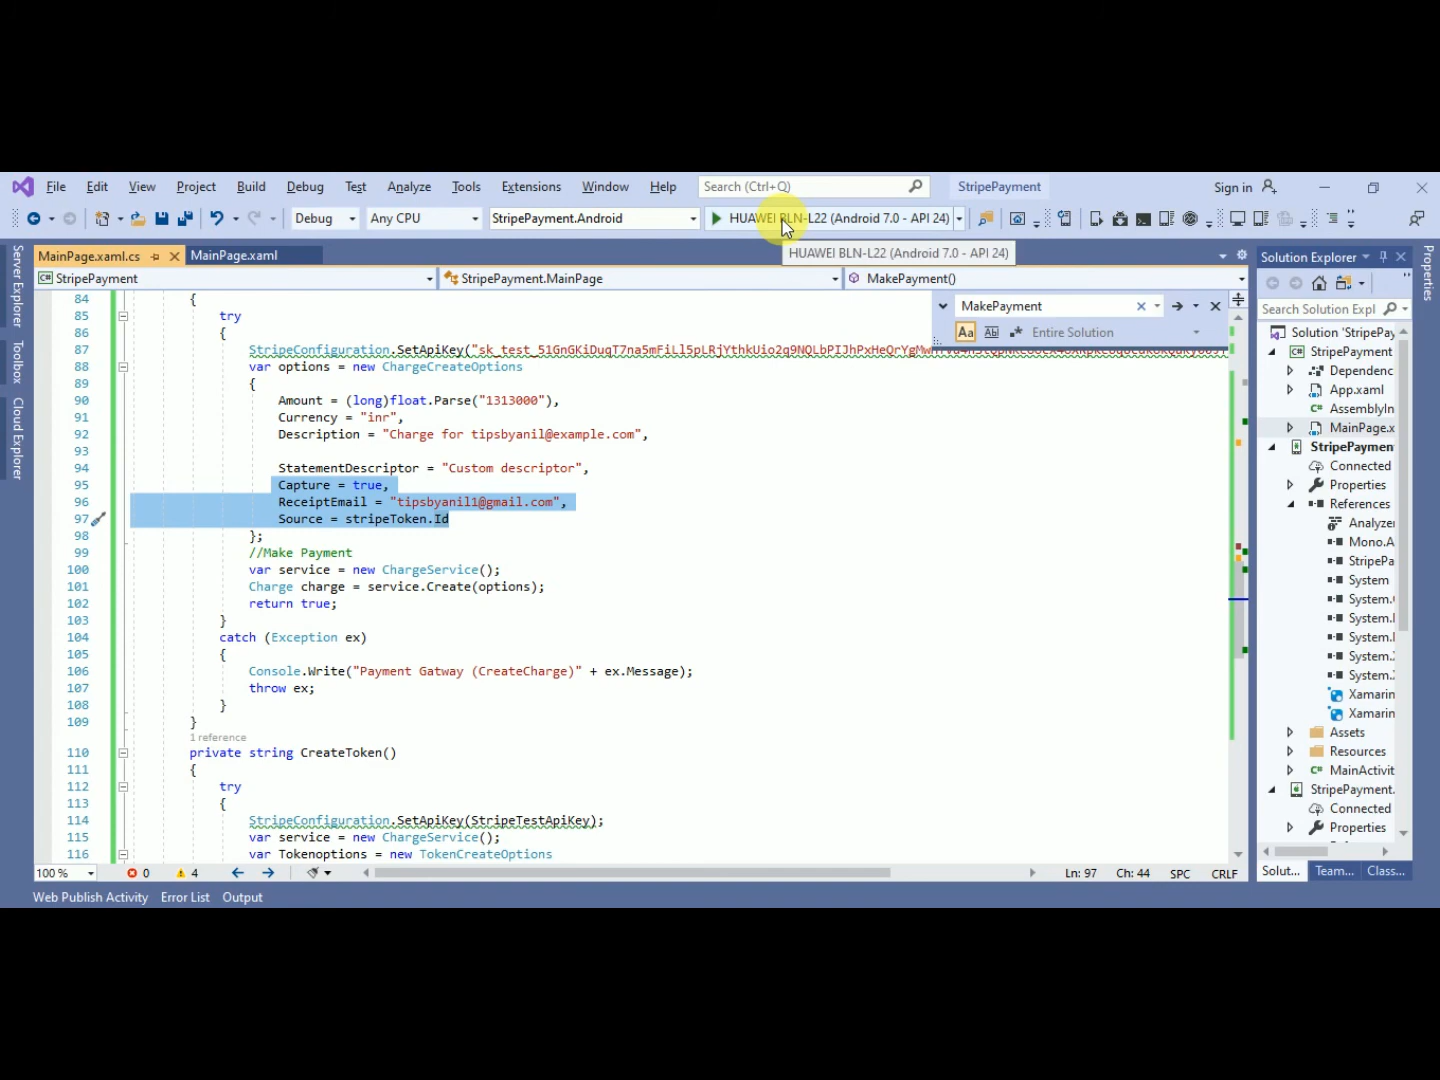 File Edit View Project Build Debug Test Analyze Tools Extensions Window Help Search (Ctrl+Q) StripePayment Sign in
Debug Any CPU StripePayment.Android HUAWEI BLN-L22 (Android 7.0 - API 24)
MainPage.xaml.cs MainPage.xaml
HUAWEI BLN-L22 (Android 7.0 - API 24)
StripePayment StripePayment.MainPage MakePayment()
MakePayment
Aa Ab Entire Solution
84 {
85 try
86 {
87 StripeConfiguration.SetApiKey(
88 var options = new ChargeCreateOptions
89 {
90 Amount = (long)float.Parse("1313000"),
91 Currency = "inr",
92 Description = "Charge for tipsbyanil@example.com",
93
94 StatementDescriptor = "Custom descriptor",
95 Capture = true,
96 ReceiptEmail = "tipsbyanil1@gmail.com",
97 Source = stripeToken.Id
98 };
99 //Make Payment
100 var service = new ChargeService();
101 Charge charge = service.Create(options);
102 return true;
103 }
104 catch (Exception ex)
105 {
106 Console.Write("Payment Gatway (CreateCharge)" + ex.Message);
107 throw ex;
108 }
109 }
1 reference
110 private string CreateToken()
111 {
112 try
113 {
114 StripeConfiguration.SetApiKey(StripeTestApiKey);
115 var service = new ChargeService();
116 var Tokenoptions = new TokenCreateOptions
100 % 0 4 Ln: 97 Ch: 44 SPC CRLF
Web Publish Activity Error List Output
Server Explorer
Toolbox
Cloud Explorer
Solution Explorer
Search Solution Expl
Solution 'StripePay
StripePayment
Dependenc
App.xaml
AssemblyIn
MainPage.x
StripePayment
Connected
Properties
References
Analyzer
Mono.A
StripePa
System
System.
System.
System.
System.
System.
Xamarin
Xamarin
Assets
Resources
MainActivit
StripePayment.
Connected
Properties
Solut... Team... Class...
Properties